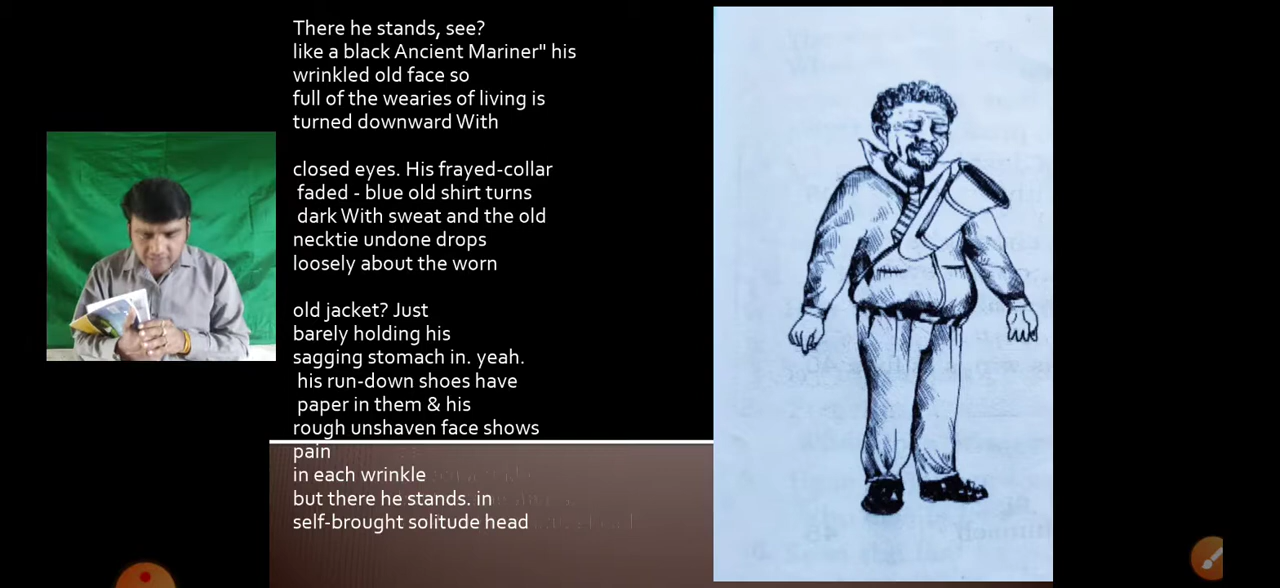 There he stands, see?
like a black Ancient Mariner" his
wrinkled old face so
full of the wearies of living is
turned downward With
closed eyes. His frayed-collar
faded - blue old shirt turns
dark With sweat and the old
necktie undone drops
loosely about the worn
old jacket? Just
barely holding his
sagging stomach in. yeah.
his run-down shoes have
paper in them & his
rough unshaven face shows
pain
in each wrinkle
but there he stands. in
self-brought solitude head